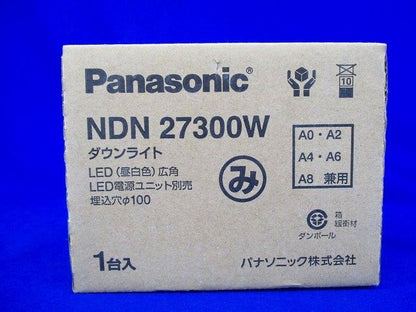 Panasonic®
10
NDN 27300W
ダウンライト
LED（昼白色）広角
LED電源ユニット別売
埋込穴φ100
み
A0・A2
A4・A6
A8 兼用
箱
緩衝材
ダンボール
1台入
パナソニック株式会社